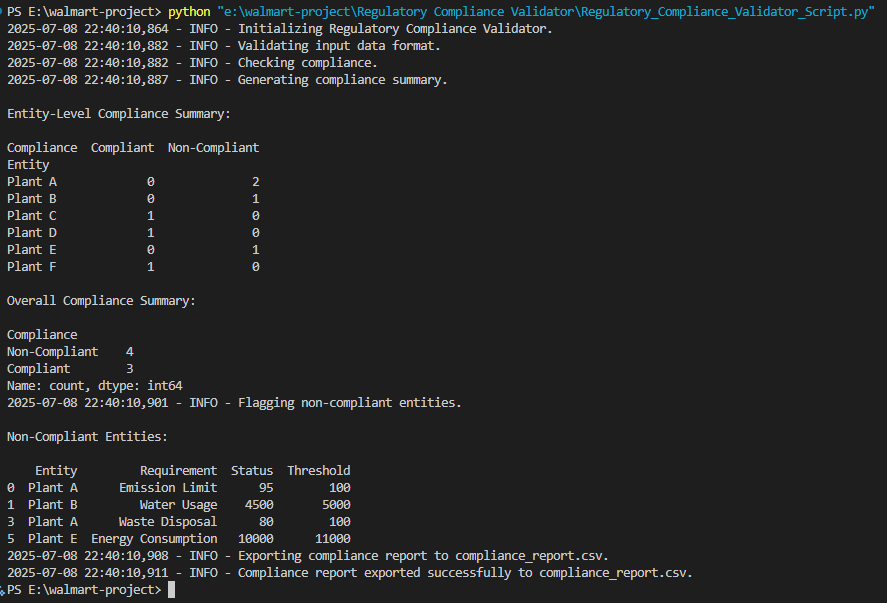 PS E:\walmart-project> python "e:\walmart-project\Regulatory Compliance Validator\Regulatory_Compliance_Validator_Script.py"
2025-07-08 22:40:10,864 - INFO - Initializing Regulatory Compliance Validator.
2025-07-08 22:40:10,882 - INFO - Validating input data format.
2025-07-08 22:40:10,882 - INFO - Checking compliance.
2025-07-08 22:40:10,887 - INFO - Generating compliance summary.
Entity-Level Compliance Summary:
Compliance  Compliant  Non-Compliant
Entity
Plant A             0              2
Plant B             0              1
Plant C             1              0
Plant D             1              0
Plant E             0              1
Plant F             1              0
Overall Compliance Summary:
Compliance
Non-Compliant    4
Compliant        3
Name: count, dtype: int64
2025-07-08 22:40:10,901 - INFO - Flagging non-compliant entities.
Non-Compliant Entities:
    Entity         Requirement  Status  Threshold
0  Plant A      Emission Limit      95        100
1  Plant B         Water Usage    4500       5000
3  Plant A      Waste Disposal      80        100
5  Plant E  Energy Consumption   10000      11000
2025-07-08 22:40:10,908 - INFO - Exporting compliance report to compliance_report.csv.
2025-07-08 22:40:10,911 - INFO - Compliance report exported successfully to compliance_report.csv.
PS E:\walmart-project>